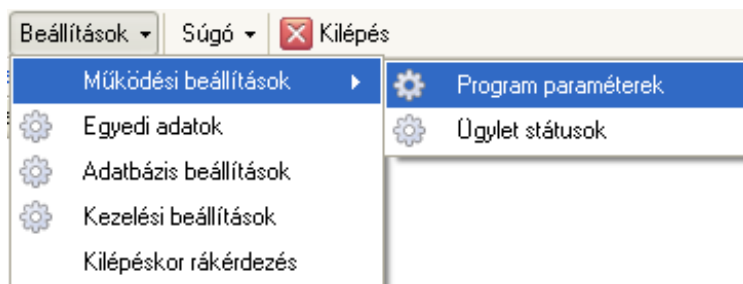 Beállítások Súgó Kilépés
Működési beállítások Program paraméterek
Egyedi adatok Ügylet státusok
Adatbázis beállítások
Kezelési beállítások
Kilépéskor rákérdezés